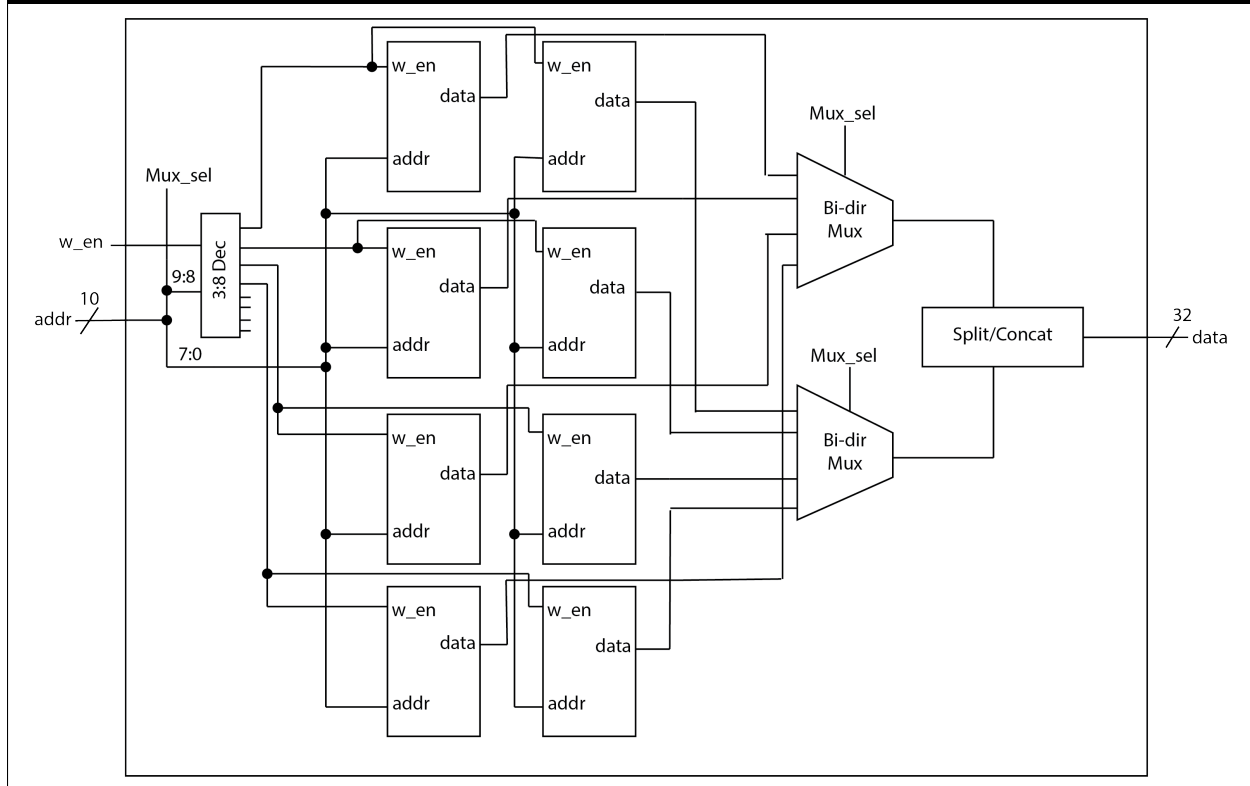 w_en
w_en
data
data
addr
addr
Mux_sel
Mux_sel
w_en
9:8
3:8 Dec
10
addr
7:0
w_en
w_en
data
data
addr
addr
Bi-dir
Mux
Split/Concat
32
data
Mux_sel
w_en
w_en
data
data
addr
addr
Bi-dir
Mux
w_en
w_en
data
data
addr
addr